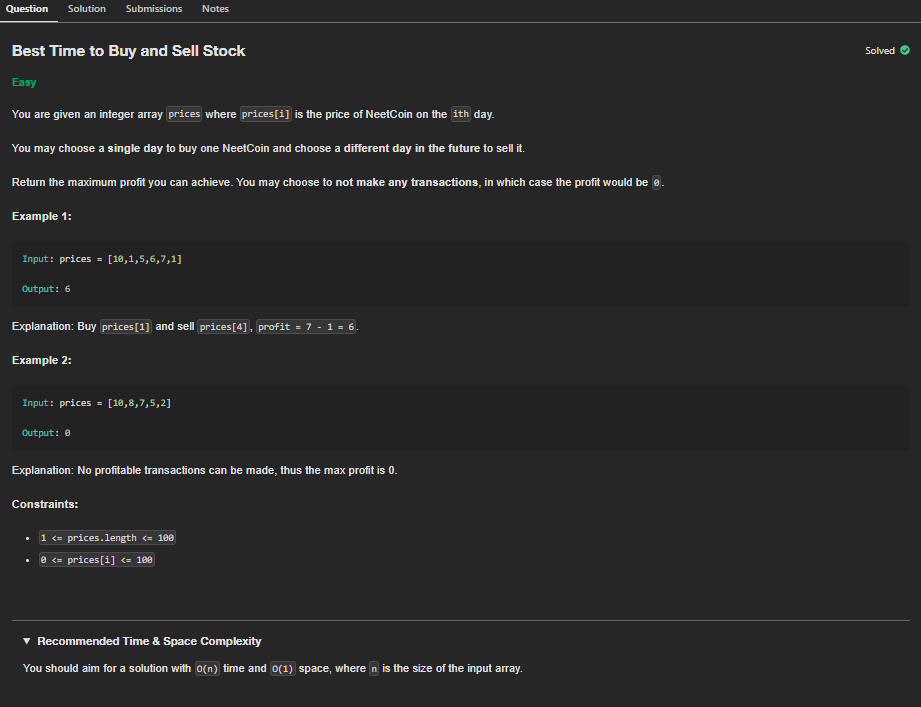 Question Solution Submissions Notes
Best Time to Buy and Sell Stock
Solved
Easy
You are given an integer array prices where prices[i] is the price of NeetCoin on the ith day.
You may choose a single day to buy one NeetCoin and choose a different day in the future to sell it.
Return the maximum profit you can achieve. You may choose to not make any transactions, in which case the profit would be 0.
Example 1:
Input: prices = [10,1,5,6,7,1]
Output: 6
Explanation: Buy prices[1] and sell prices[4], profit = 7 - 1 = 6.
Example 2:
Input: prices = [10,8,7,5,2]
Output: 0
Explanation: No profitable transactions can be made, thus the max profit is 0.
Constraints:
• 1 <= prices.length <= 100
• 0 <= prices[i] <= 100
▼ Recommended Time & Space Complexity
You should aim for a solution with O(n) time and O(1) space, where n is the size of the input array.